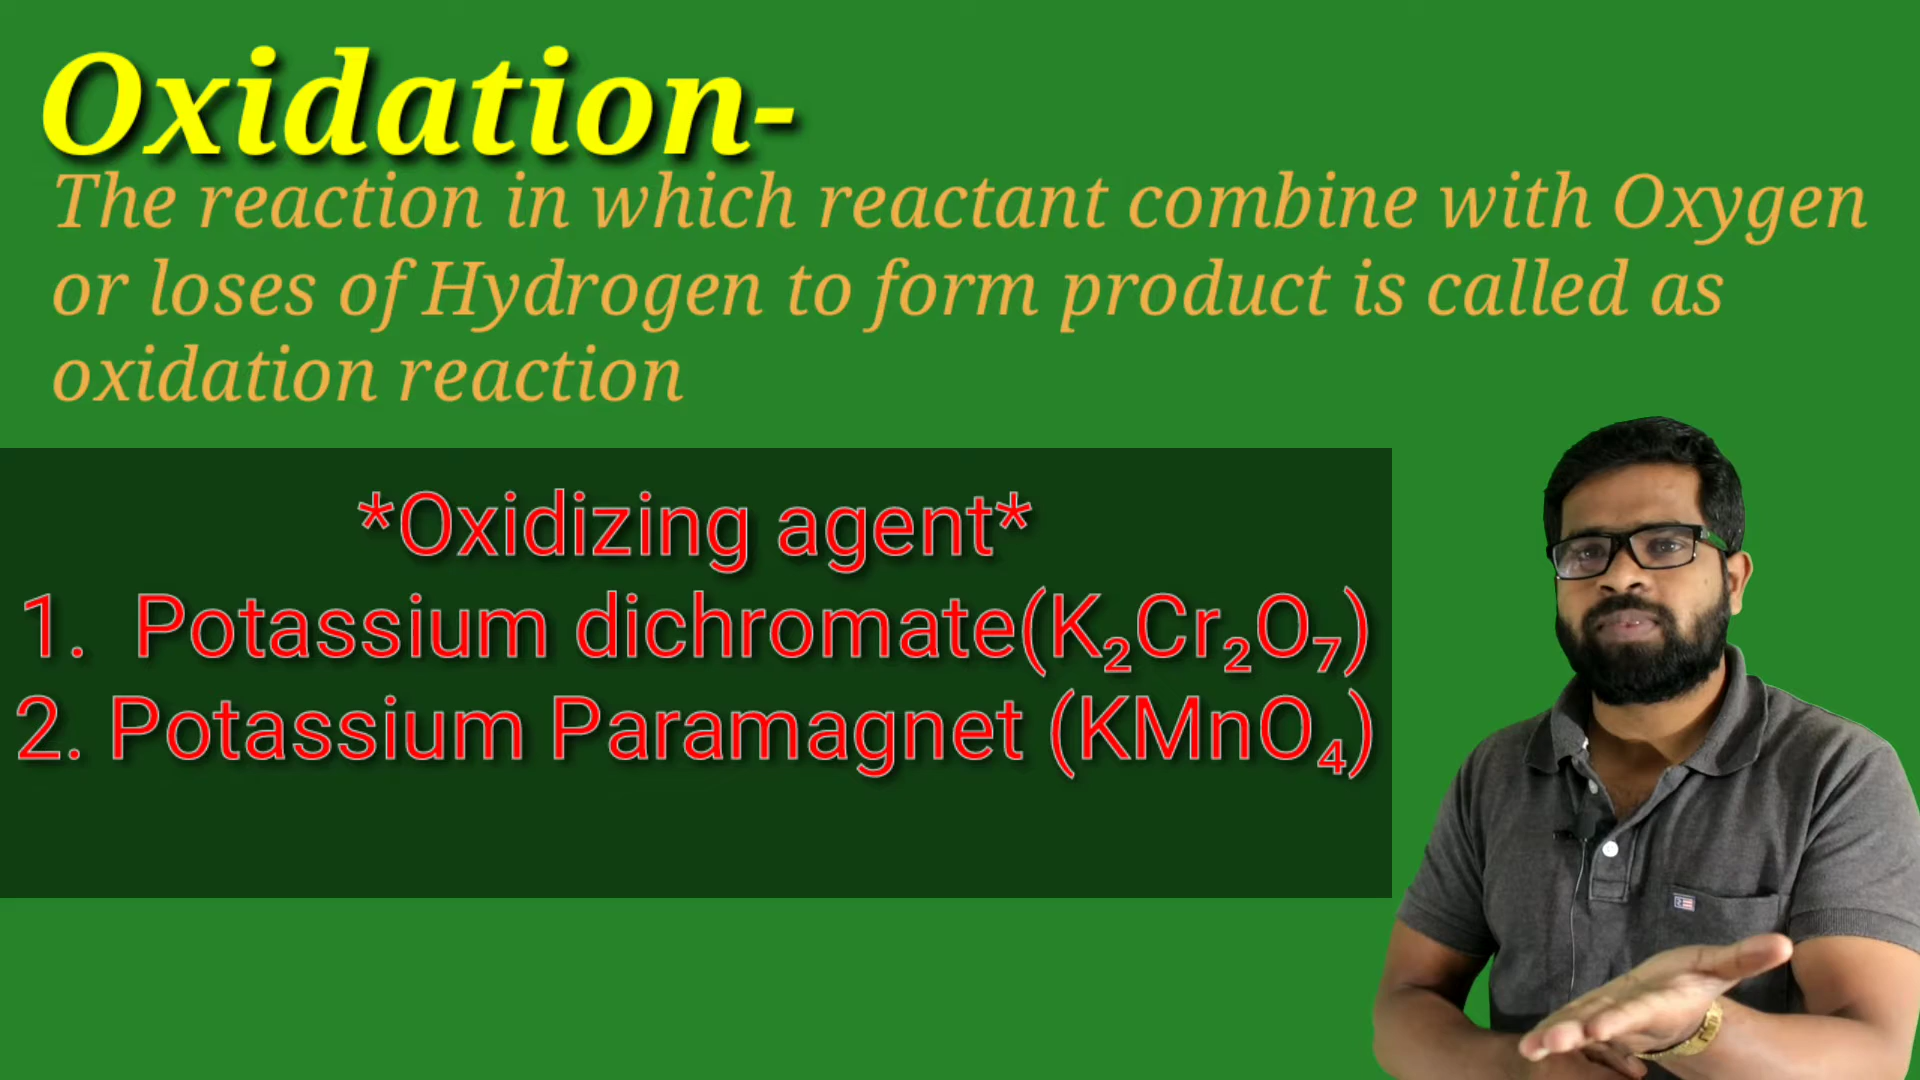 Oxidation-
The reaction in which reactant combine with Oxygen
or loses of Hydrogen to form product is called as
oxidation reaction
*Oxidizing agent*
1. Potassium dichromate(K₂Cr₂O₇)
2. Potassium Paramagnet (KMnO₄)